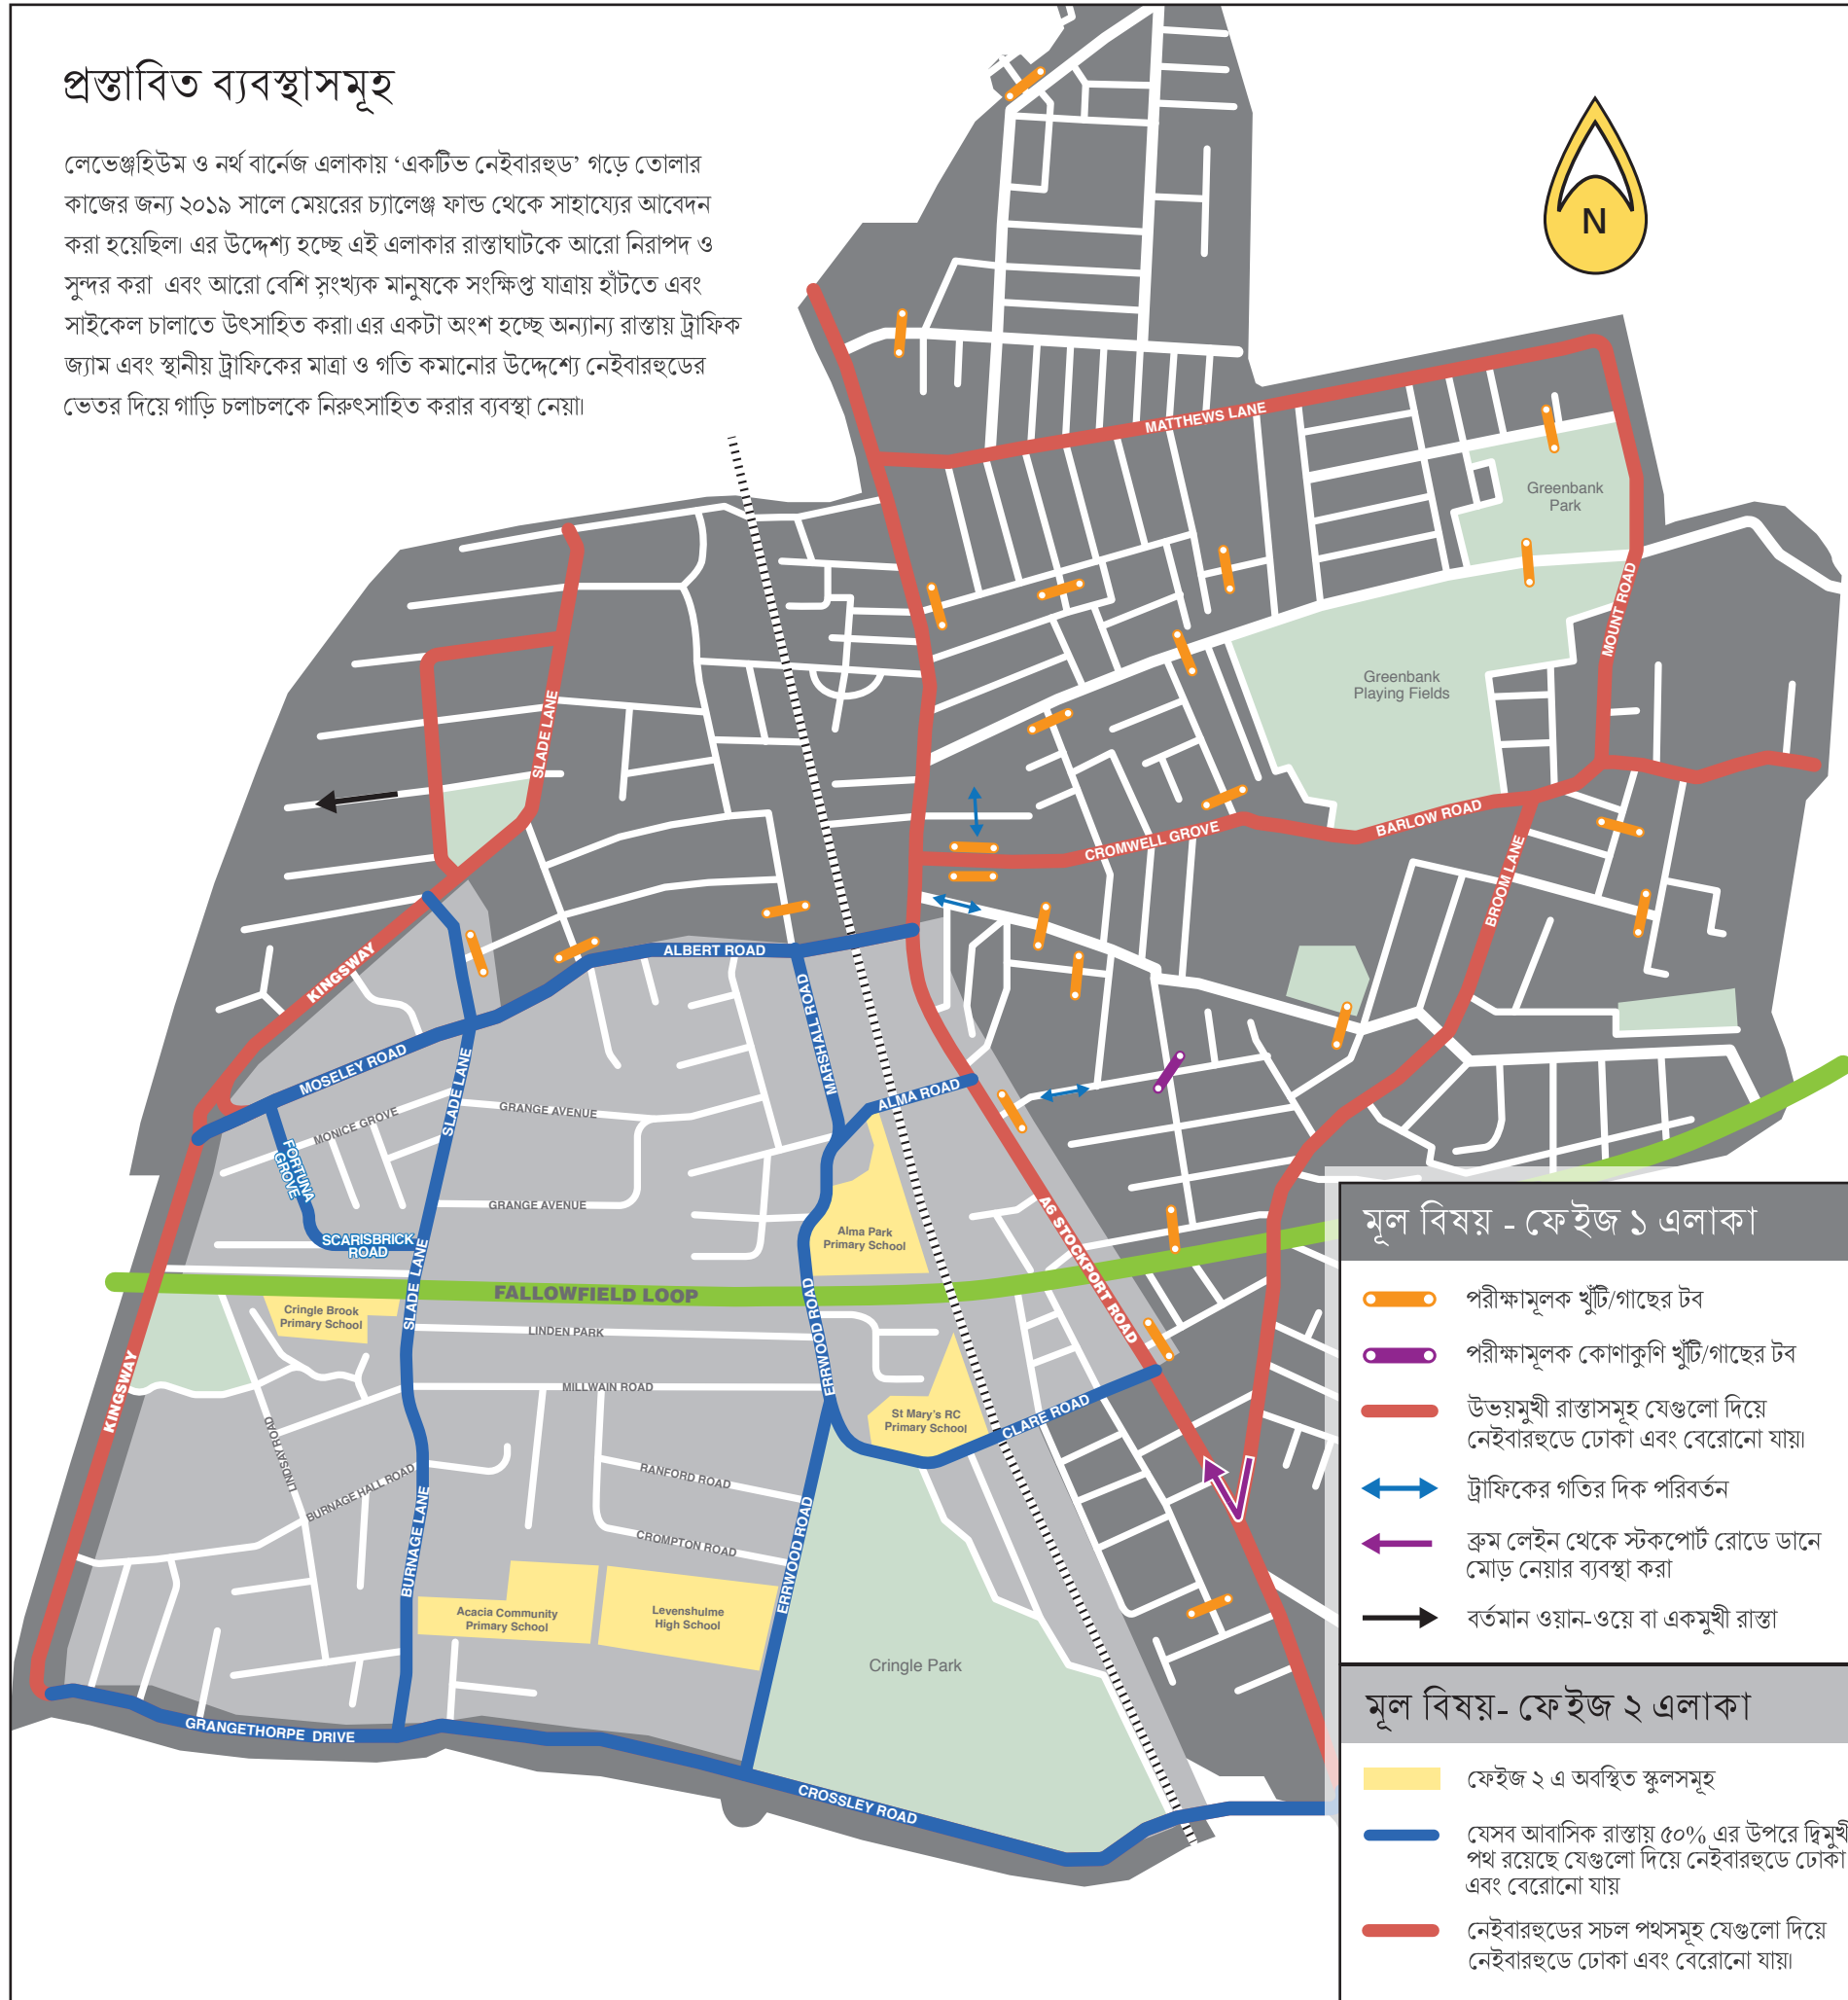 প্রস্তাবিত ব্যবস্থাসমূহ
লেভেঞ্জহিউম ও নর্থ বার্নেজ এলাকায় ‘একটিভ নেইবারহুড’ গড়ে তোলার
কাজের জন্য ২০১৯ সালে মেয়রের চ্যালেঞ্জ ফান্ড থেকে সাহায্যের আবেদন
করা হয়েছিল। এর উদ্দেশ্য হচ্ছে এই এলাকার রাস্তাঘাটকে আরো নিরাপদ ও
সুন্দর করা এবং আরো বেশি সংখ্যক মানুষকে সংক্ষিপ্ত যাত্রায় হাঁটতে এবং
সাইকেল চালাতে উৎসাহিত করা। এর একটা অংশ হচ্ছে অন্যান্য রাস্তায় ট্রাফিক
জ্যাম এবং স্থানীয় ট্রাফিকের মাত্রা ও গতি কমানোর উদ্দেশ্যে নেইবারহুডের
ভেতর দিয়ে গাড়ি চলাচলকে নিরুৎসাহিত করার ব্যবস্থা নেয়া।
N
MATTHEWS LANE
Greenbank
Park
MOUNT ROAD
Greenbank
Playing Fields
SLADE LANE
CROMWELL GROVE
BARLOW ROAD
BROOM LANE
KINGSWAY
ALBERT ROAD
MARSHALL ROAD
MOSELEY ROAD
SLADE LANE
ALMA ROAD
GRANGE AVENUE
MONICE GROVE
FORTUNA
GROVE
GRANGE AVENUE
SCARISBRICK
ROAD
Alma Park
Primary School
A6 STOCKPORT ROAD
SLADE LANE
FALLOWFIELD LOOP
Cringle Brook
Primary School
LINDEN PARK
ERRWOOD ROAD
KINGSWAY
MILLWAIN ROAD
St Mary's RC
Primary School
CLARE ROAD
LINDSAY ROAD
BURNAGE HALL ROAD
RANFORD ROAD
BURNAGE LANE
CROMPTON ROAD
ERRWOOD ROAD
Acacia Community
Primary School
Levenshulme
High School
Cringle Park
GRANGETHORPE DRIVE
CROSSLEY ROAD
মূল বিষয় - ফেইজ ১ এলাকা
পরীক্ষামূলক খুঁটি/গাছের টব
পরীক্ষামূলক কোণাকুণি খুঁটি/গাছের টব
উভয়মুখী রাস্তাসমূহ যেগুলো দিয়ে
নেইবারহুডে ঢোকা এবং বেরোনো যায়।
ট্রাফিকের গতির দিক পরিবর্তন
ব্রুম লেইন থেকে স্টকপোর্ট রোডে ডানে
মোড় নেয়ার ব্যবস্থা করা
বর্তমান ওয়ান-ওয়ে বা একমুখী রাস্তা
মূল বিষয়- ফেইজ ২ এলাকা
ফেইজ ২ এ অবস্থিত স্কুলসমূহ
যেসব আবাসিক রাস্তায় ৫০% এর উপরে দ্বিমুখী
পথ রয়েছে যেগুলো দিয়ে নেইবারহুডে ঢোকা
এবং বেরোনো যায়
নেইবারহুডের সচল পথসমূহ যেগুলো দিয়ে
নেইবারহুডে ঢোকা এবং বেরোনো যায়।